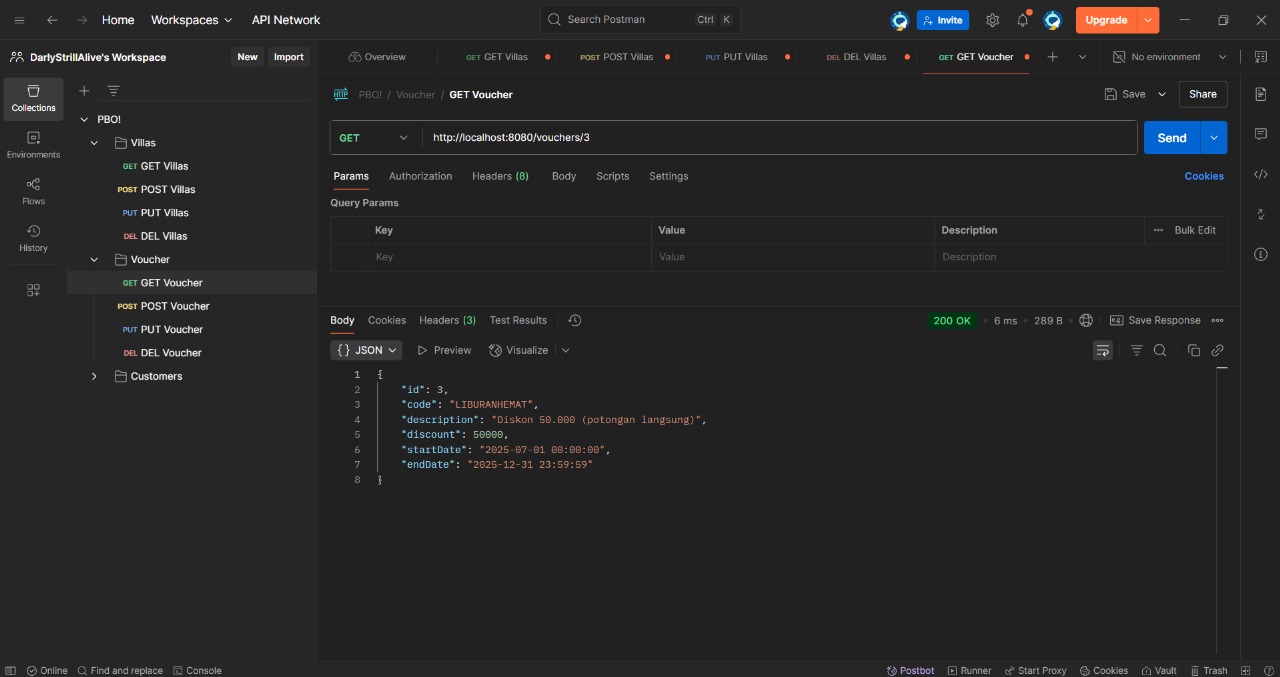 Home Workspaces API Network Search Postman Ctrl K Invite Upgrade
DarlyStrillAlive's Workspace New Import Overview GET GET Villas POST POST Villas PUT PUT Villas DEL DEL Villas GET GET Voucher No environment
Collections
Environments
Flows
History
PBO!
Villas
GET GET Villas
POST POST Villas
PUT PUT Villas
DEL DEL Villas
Voucher
GET GET Voucher
POST POST Voucher
PUT PUT Voucher
DEL DEL Voucher
Customers
HTTP PBO! / Voucher / GET Voucher Save Share
GET http://localhost:8080/vouchers/3 Send
Params Authorization Headers (8) Body Scripts Settings Cookies
Query Params
Key Value Description Bulk Edit
Key Value Description
Body Cookies Headers (3) Test Results 200 OK 6 ms 289 B Save Response
{} JSON Preview Visualize
1 {
2 "id": 3,
3 "code": "LIBURANHEMAT",
4 "description": "Diskon 50.000 (potongan langsung)",
5 "discount": 50000,
6 "startDate": "2025-07-01 00:00:00",
7 "endDate": "2025-12-31 23:59:59"
8 }
Online Find and replace Console Postbot Runner Start Proxy Cookies Vault Trash